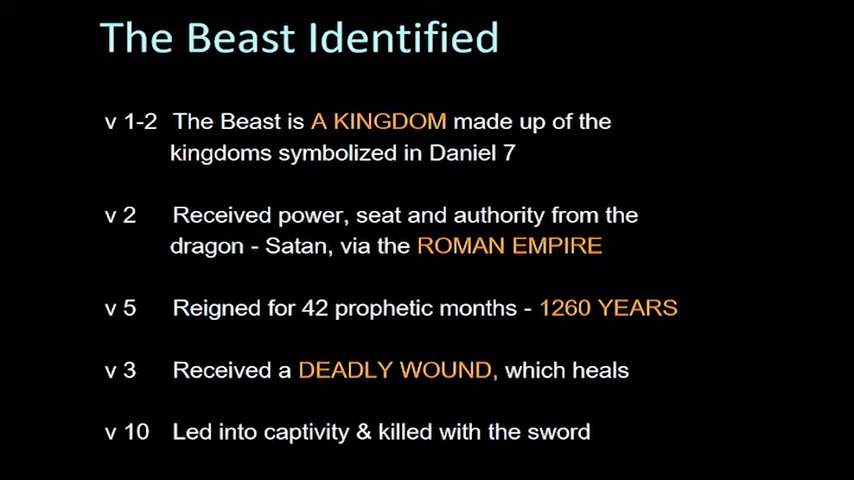 The Beast Identified
v 1-2 The Beast is A KINGDOM made up of the
kingdoms symbolized in Daniel 7
v 2 Received power, seat and authority from the
dragon - Satan, via the ROMAN EMPIRE
v 5 Reigned for 42 prophetic months - 1260 YEARS
v 3 Received a DEADLY WOUND, which heals
v 10 Led into captivity & killed with the sword